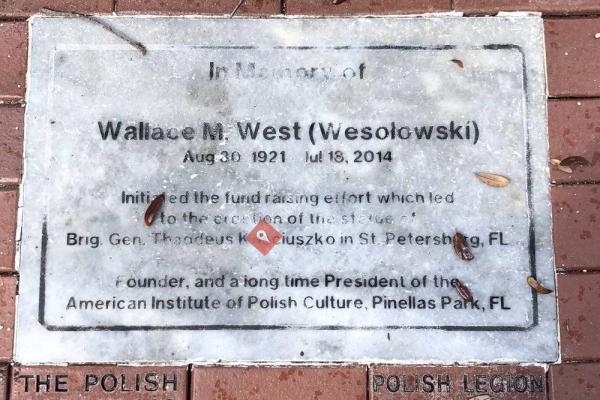 In Memory of
Wallace M. West (Wesolowski)
Aug 30 1921 Jul 18, 2014
Initiated the fund raising effort which led
to the creation of the statue of
Brig. Gen. Thaddeus Kosciuszko in St. Petersburg, FL
Founder, and a long time President of the
American Institute of Polish Culture, Pinellas Park, FL
THE POLISH
POLISH LEGION